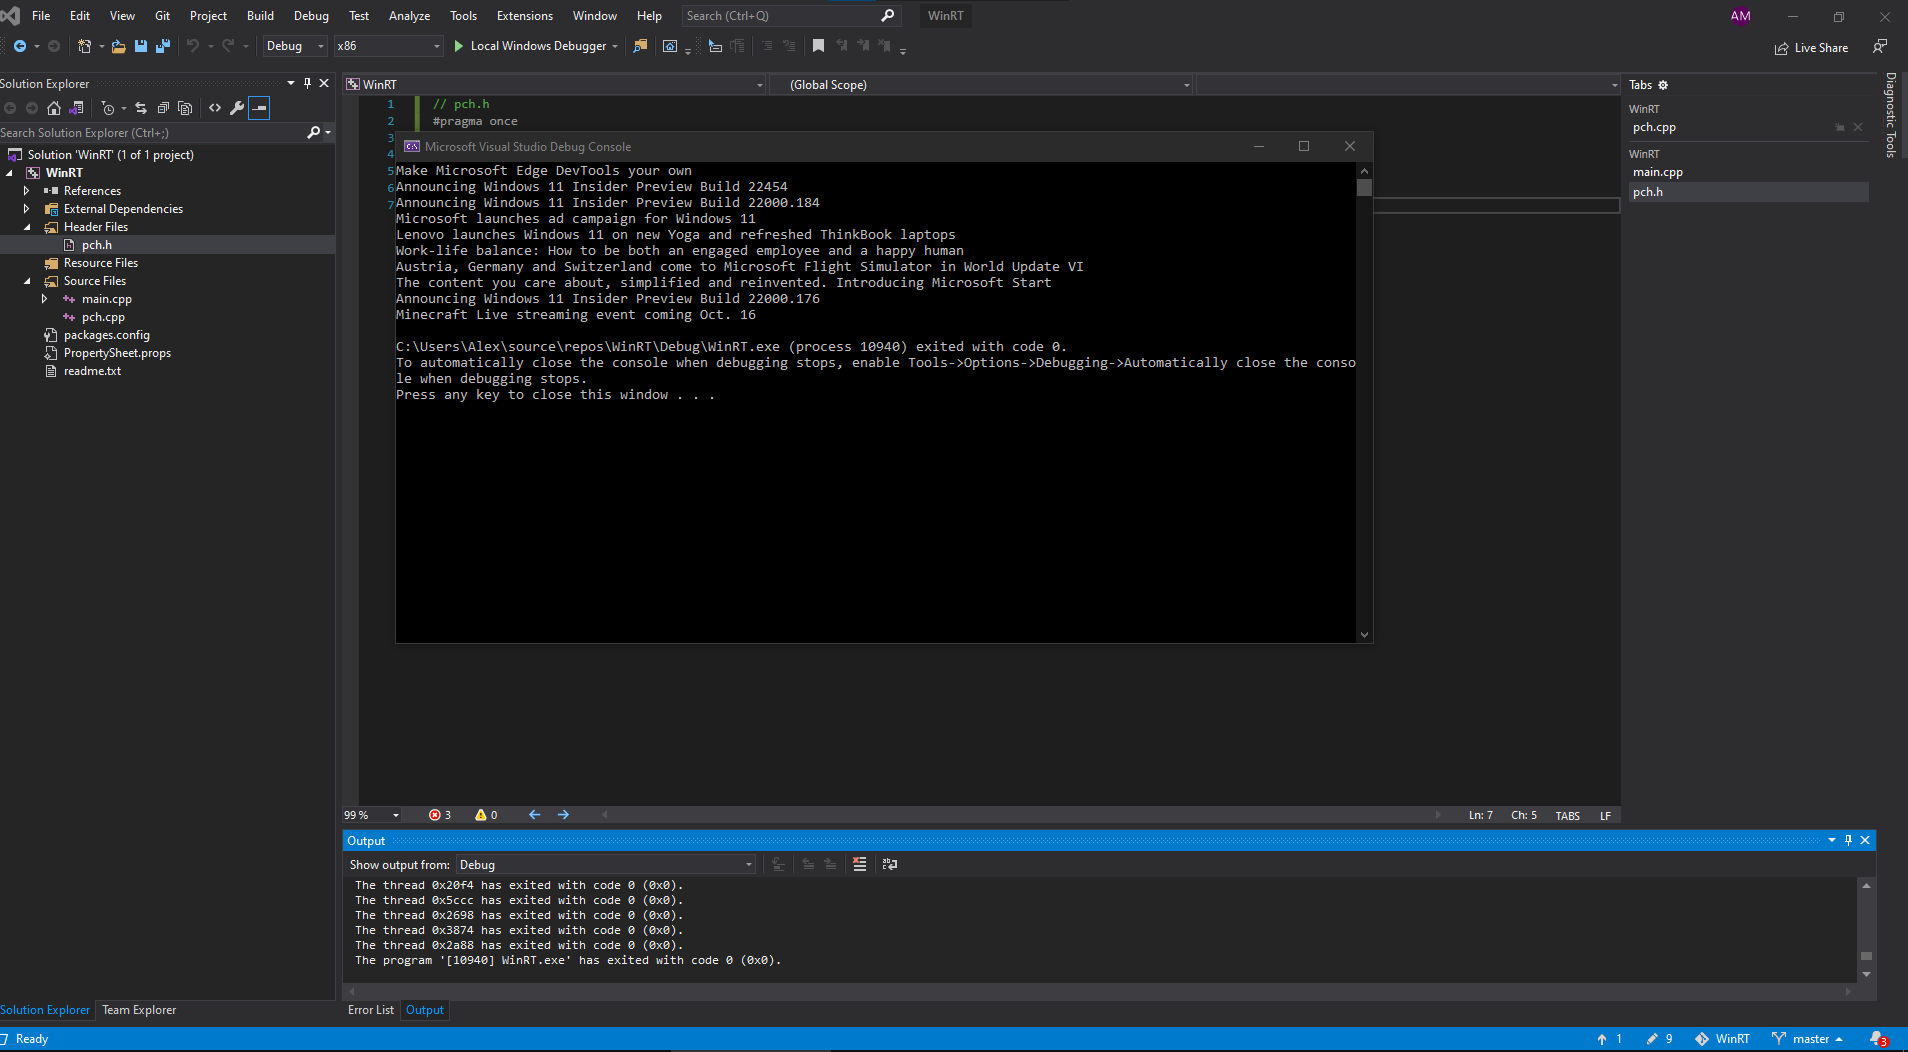 File Edit View Git Project Build Debug Test Analyze Tools Extensions Window Help Search (Ctrl+Q) WinRT AM
Debug x86 Local Windows Debugger Live Share
Solution Explorer
Search Solution Explorer (Ctrl+;)
Solution 'WinRT' (1 of 1 project)
WinRT
References
External Dependencies
Header Files
pch.h
Resource Files
Source Files
main.cpp
pch.cpp
packages.config
PropertySheet.props
readme.txt
Solution Explorer Team Explorer
WinRT (Global Scope)
1 // pch.h
2 #pragma once
3
4
5
6
7
Microsoft Visual Studio Debug Console
Make Microsoft Edge DevTools your own
Announcing Windows 11 Insider Preview Build 22454
Announcing Windows 11 Insider Preview Build 22000.184
Microsoft launches ad campaign for Windows 11
Lenovo launches Windows 11 on new Yoga and refreshed ThinkBook laptops
Work-life balance: How to be both an engaged employee and a happy human
Austria, Germany and Switzerland come to Microsoft Flight Simulator in World Update VI
The content you care about, simplified and reinvented. Introducing Microsoft Start
Announcing Windows 11 Insider Preview Build 22000.176
Minecraft Live streaming event coming Oct. 16
C:\Users\Alex\source\repos\WinRT\Debug\WinRT.exe (process 10940) exited with code 0.
To automatically close the console when debugging stops, enable Tools->Options->Debugging->Automatically close the conso
le when debugging stops.
Press any key to close this window . . .
99 % 3 0 Ln: 7 Ch: 5 TABS LF
Output
Show output from: Debug
The thread 0x20f4 has exited with code 0 (0x0).
The thread 0x5ccc has exited with code 0 (0x0).
The thread 0x2698 has exited with code 0 (0x0).
The thread 0x3874 has exited with code 0 (0x0).
The thread 0x2a88 has exited with code 0 (0x0).
The program '[10940] WinRT.exe' has exited with code 0 (0x0).
Error List Output
Tabs
WinRT
pch.cpp
WinRT
main.cpp
pch.h
Diagnostic Tools
Ready 1 9 WinRT master 3